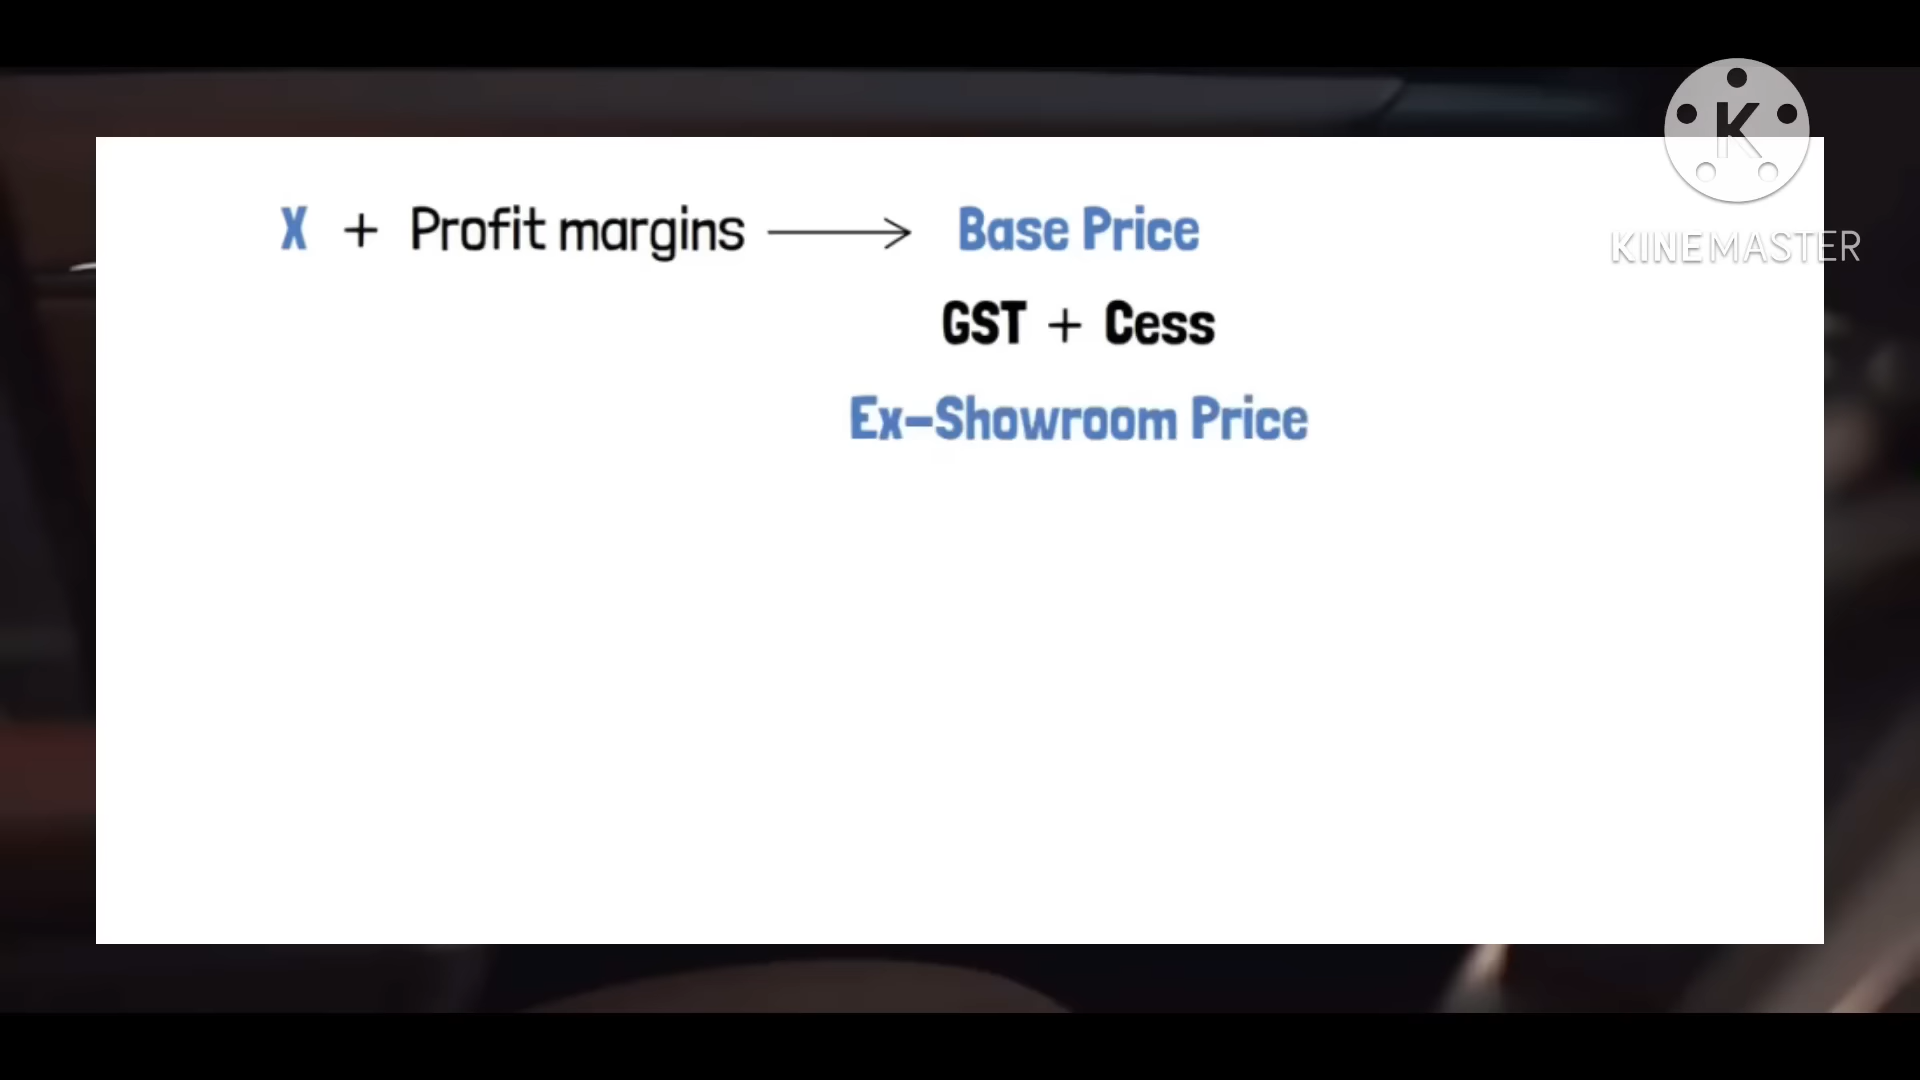 X + Profit margins ⟶ Base Price
GST + Cess
Ex-Showroom Price
K
KINEMASTER